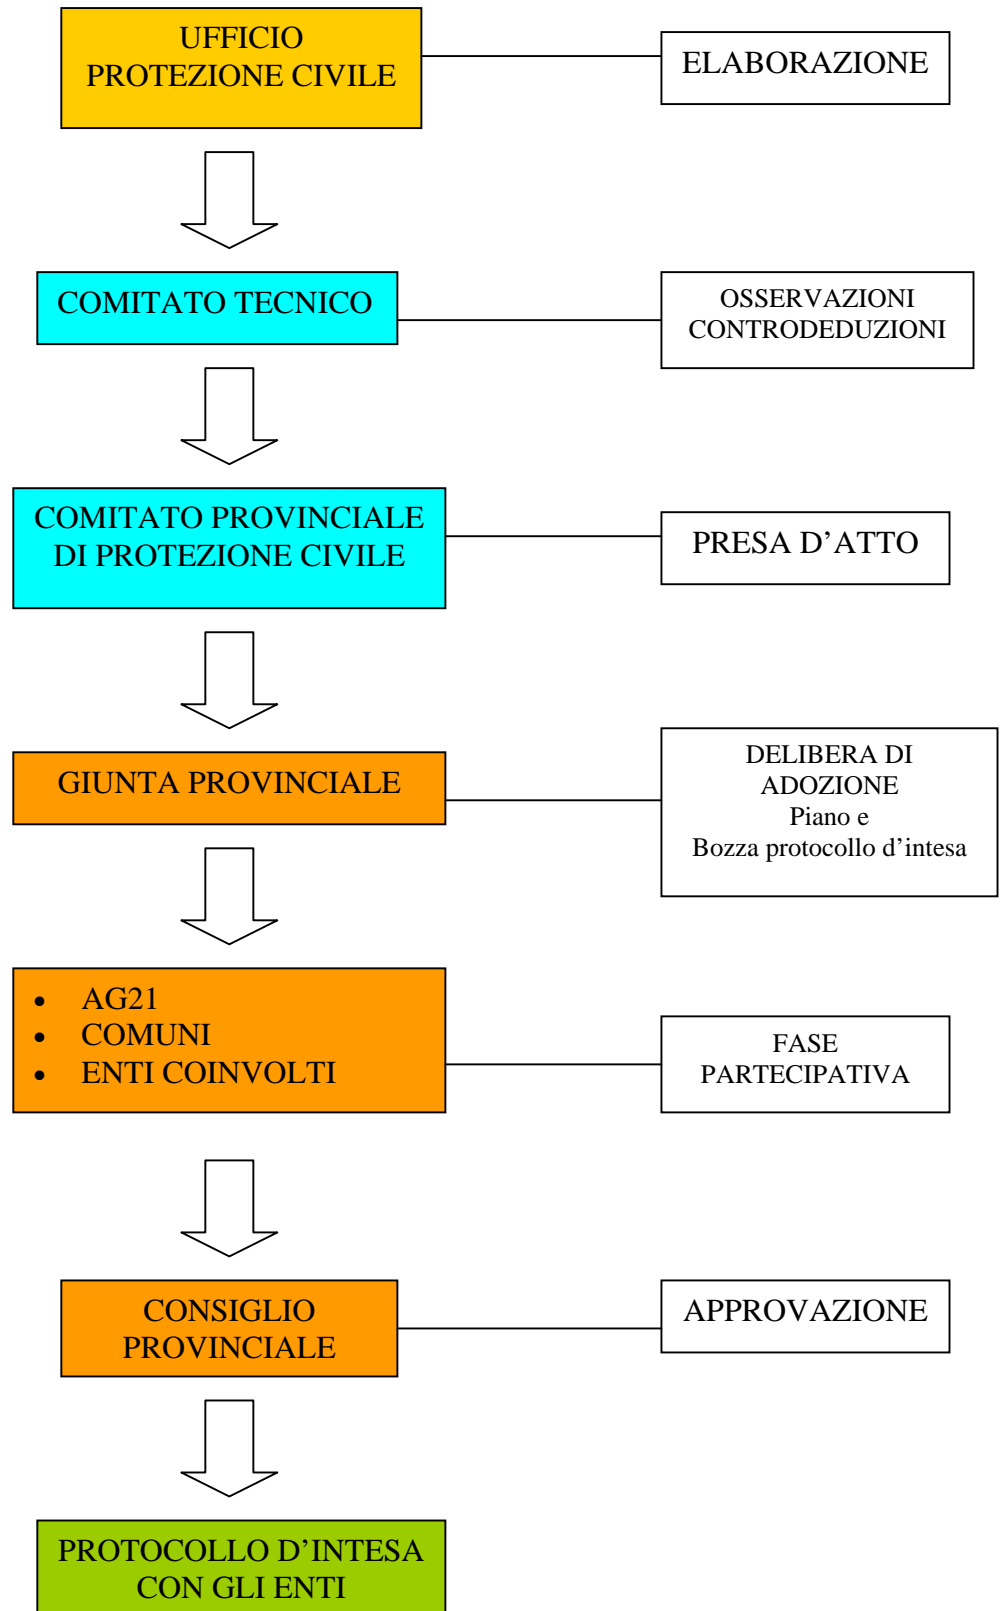 UFFICIO
PROTEZIONE CIVILE
ELABORAZIONE
COMITATO TECNICO
OSSERVAZIONI
CONTRODEDUZIONI
COMITATO PROVINCIALE
DI PROTEZIONE CIVILE
PRESA D’ATTO
GIUNTA PROVINCIALE
DELIBERA DI
ADOZIONE
Piano e
Bozza protocollo d’intesa
• AG21
• COMUNI
• ENTI COINVOLTI
FASE
PARTECIPATIVA
CONSIGLIO
PROVINCIALE
APPROVAZIONE
PROTOCOLLO D’INTESA
CON GLI ENTI